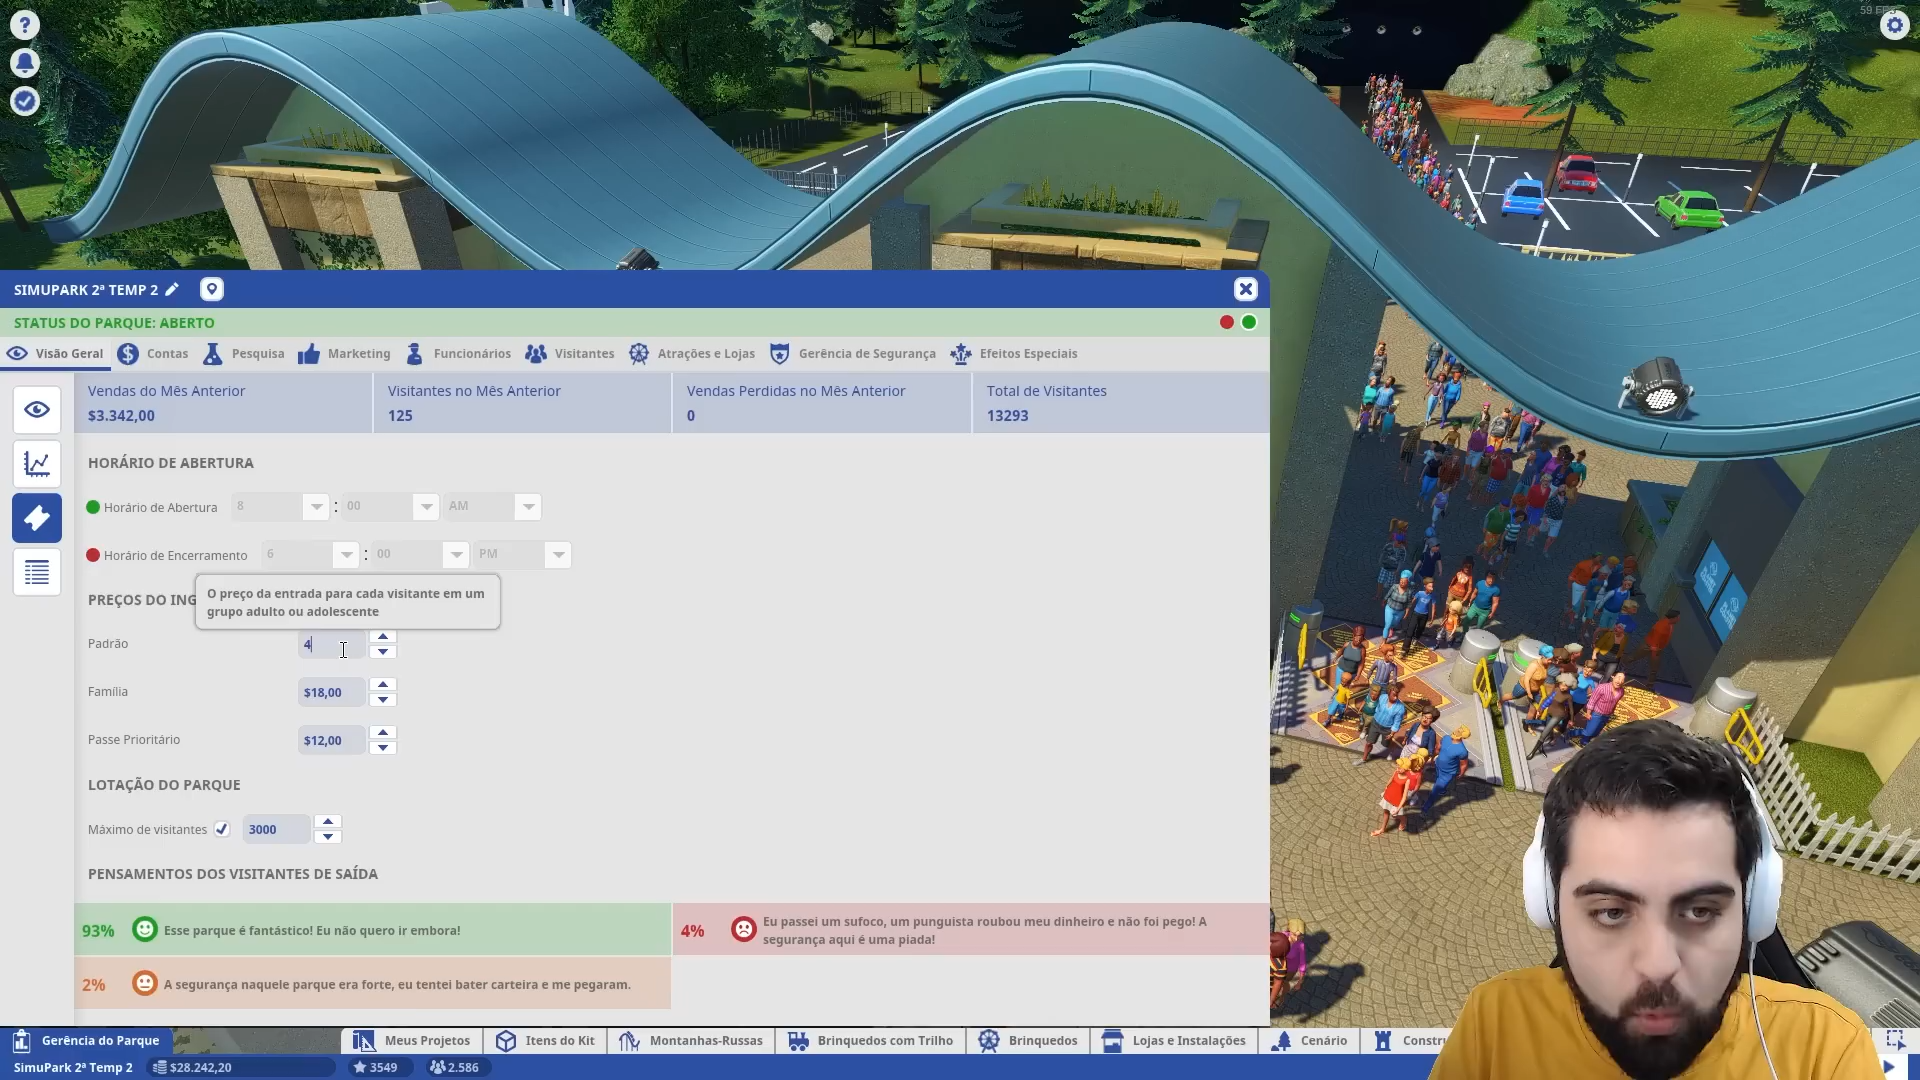 59 FPS
SIMUPARK 2ª TEMP 2
STATUS DO PARQUE: ABERTO
Visão Geral
Contas
Pesquisa
Marketing
Funcionários
Visitantes
Atrações e Lojas
Gerência de Segurança
Efeitos Especiais
Vendas do Mês Anterior
$3.342,00
Visitantes no Mês Anterior
125
Vendas Perdidas no Mês Anterior
0
Total de Visitantes
13293
HORÁRIO DE ABERTURA
Horário de Abertura 8 : 00 AM
Horário de Encerramento 6 : 00 PM
O preço da entrada para cada visitante em um
grupo adulto ou adolescente
PREÇOS DO ING
Padrão 4
Família $18,00
Passe Prioritário $12,00
LOTAÇÃO DO PARQUE
Máximo de visitantes 3000
PENSAMENTOS DOS VISITANTES DE SAÍDA
93% Esse parque é fantástico! Eu não quero ir embora!
4% Eu passei um sufoco, um punguista roubou meu dinheiro e não foi pego! A
segurança aqui é uma piada!
2% A segurança naquele parque era forte, eu tentei bater carteira e me pegaram.
Gerência do Parque
Meus Projetos
Itens do Kit
Montanhas-Russas
Brinquedos com Trilho
Brinquedos
Lojas e Instalações
Cenário
Constru
SimuPark 2ª Temp 2
$28.242,20
3549
2.586